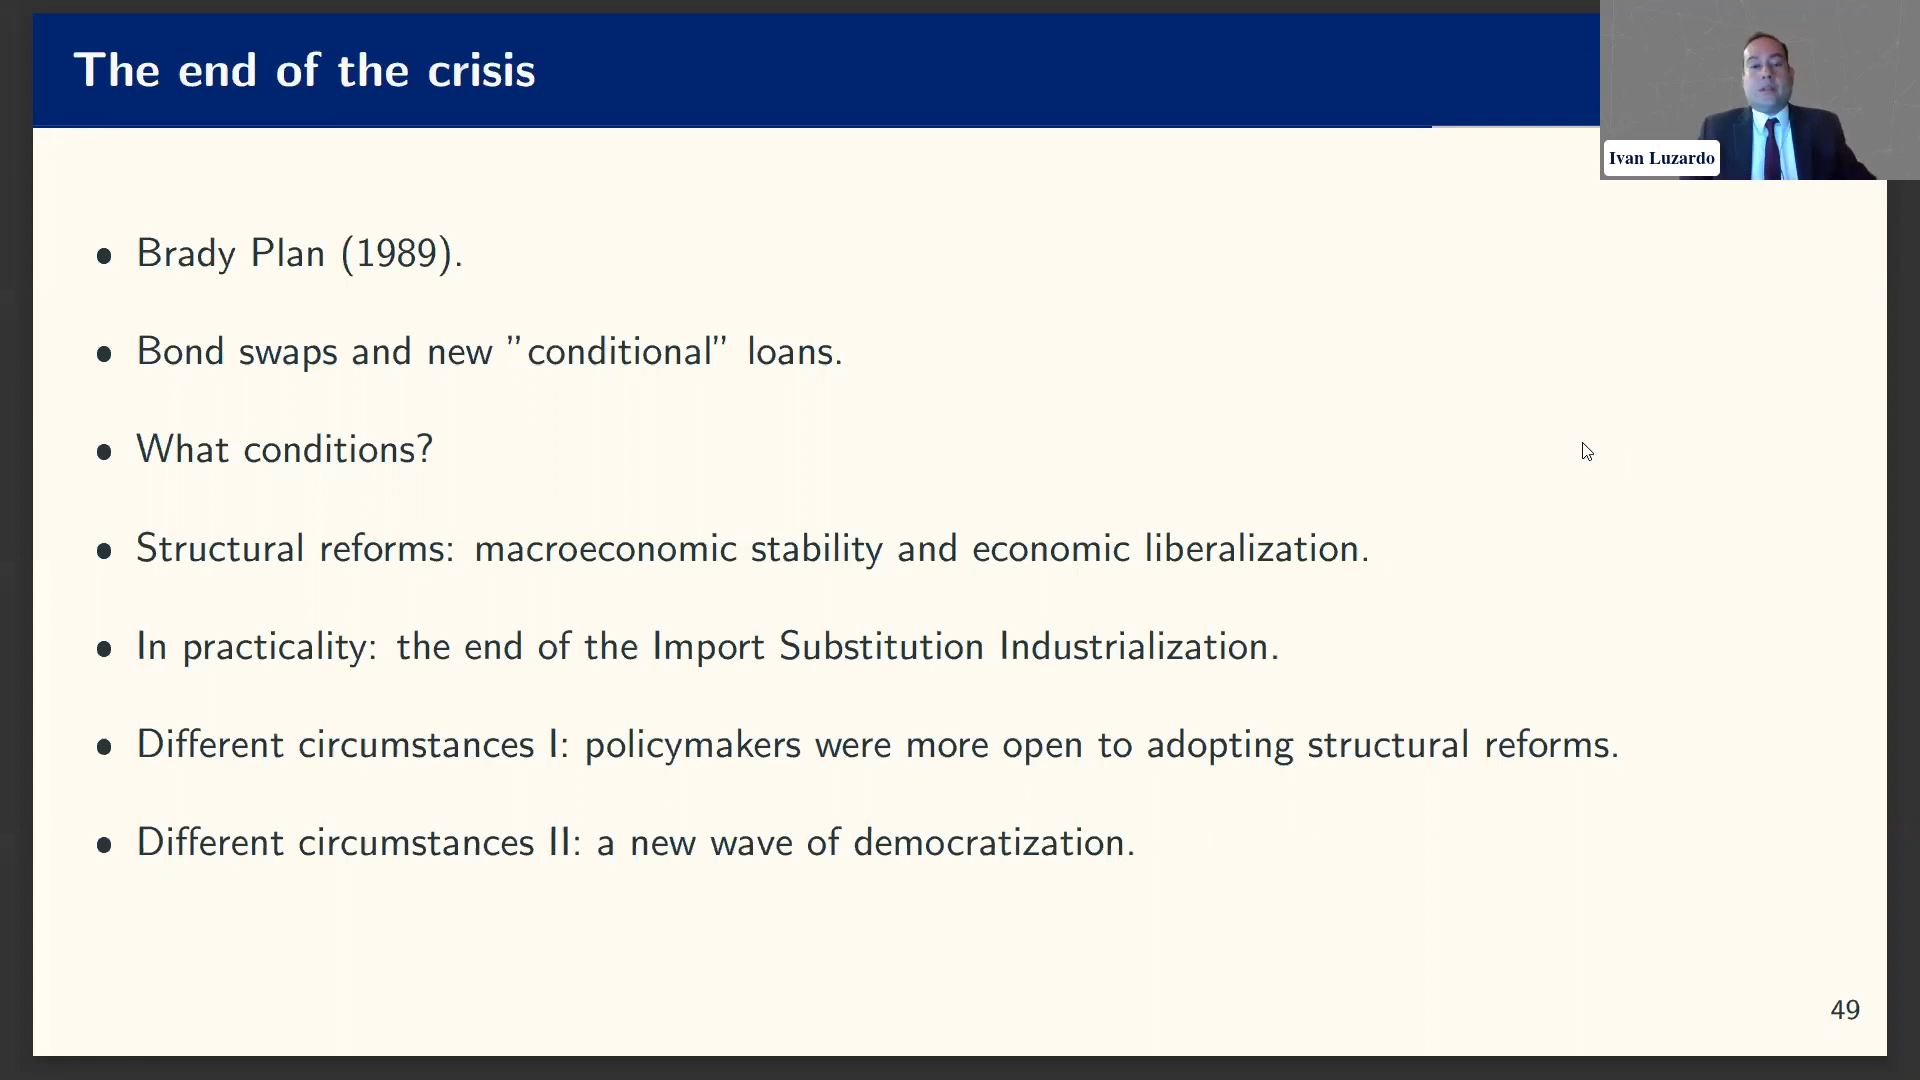 The end of the crisis
Ivan Luzardo
• Brady Plan (1989).
• Bond swaps and new ”conditional” loans.
• What conditions?
• Structural reforms: macroeconomic stability and economic liberalization.
• In practicality: the end of the Import Substitution Industrialization.
• Different circumstances I: policymakers were more open to adopting structural reforms.
• Different circumstances II: a new wave of democratization.
49